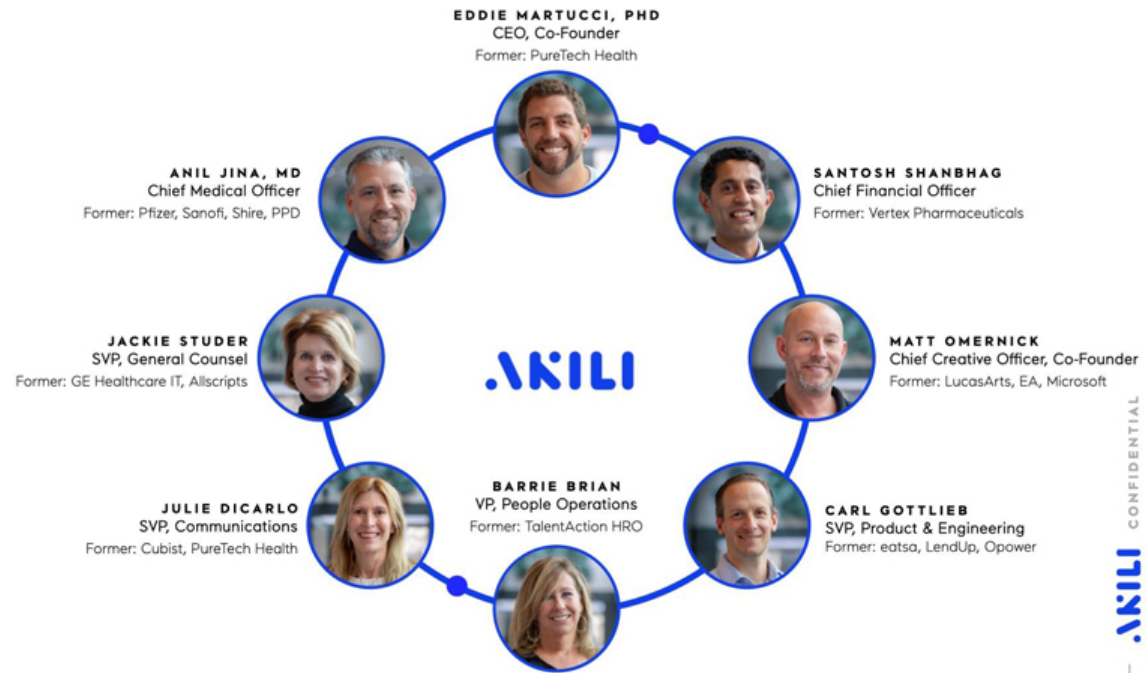 EDDIE MARTUCCI, PHD
CEO, Co-Founder
Former: PureTech Health
ANIL JINA, MD
Chief Medical Officer
Former: Pfizer, Sanofi, Shire, PPD
SANTOSH SHANBHAG
Chief Financial Officer
Former: Vertex Pharmaceuticals
JACKIE STUDER
SVP, General Counsel
Former: GE Healthcare IT, Allscripts
AKILI
MATT OMERNICK
Chief Creative Officer, Co-Founder
Former: LucasArts, EA, Microsoft
JULIE DICARLO
SVP, Communications
Former: Cubist, PureTech Health
BARRIE BRIAN
VP, People Operations
Former: TalentAction HRO
CARL GOTTLIEB
SVP, Product & Engineering
Former: eatsa, LendUp, Opower
AKILI CONFIDENTIAL